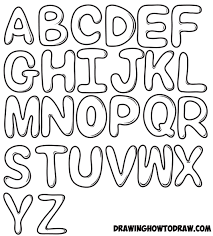 ABCDEF
GHIJKL
MNOPQR
STUVWX
YZ
DRAWINGHOWTODRAW.COM